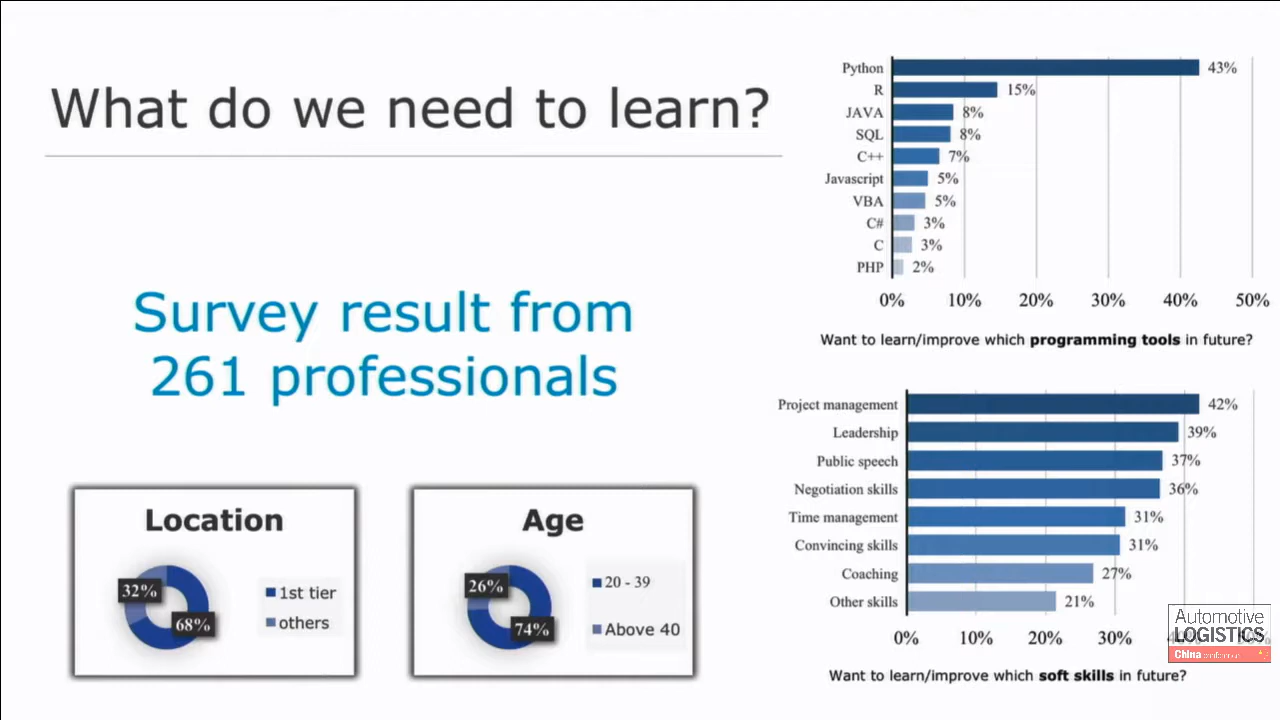 What do we need to learn?
Survey result from
261 professionals
Location
32%
68%
1st tier
others
Age
26%
74%
20 - 39
Above 40
Python 43%
R 15%
JAVA 8%
SQL 8%
C++ 7%
Javascript 5%
VBA 5%
C# 3%
C 3%
PHP 2%
0% 10% 20% 30% 40% 50%
Want to learn/improve which programming tools in future?
Project management 42%
Leadership 39%
Public speech 37%
Negotiation skills 36%
Time management 31%
Convincing skills 31%
Coaching 27%
Other skills 21%
0% 10% 20% 30%
Want to learn/improve which soft skills in future?
Automotive
LOGISTICS
China conference